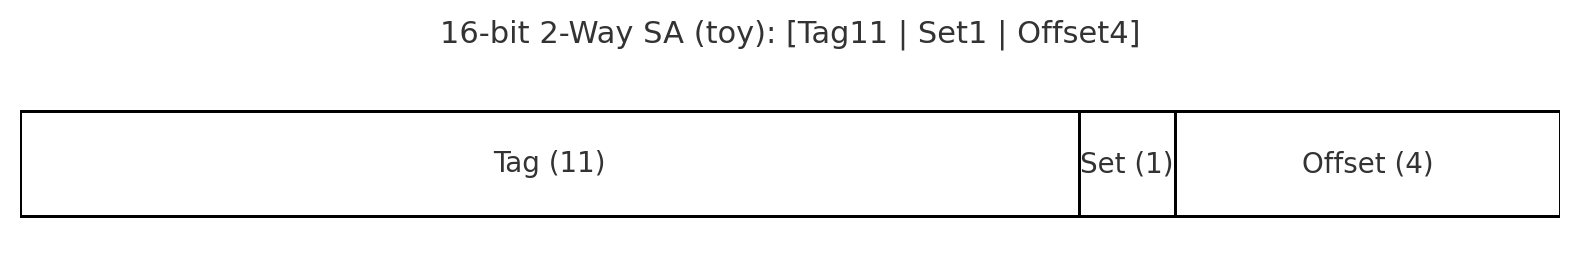 16-bit 2-Way SA (toy): [Tag11 | Set1 | Offset4]
Tag (11) Set (1) Offset (4)